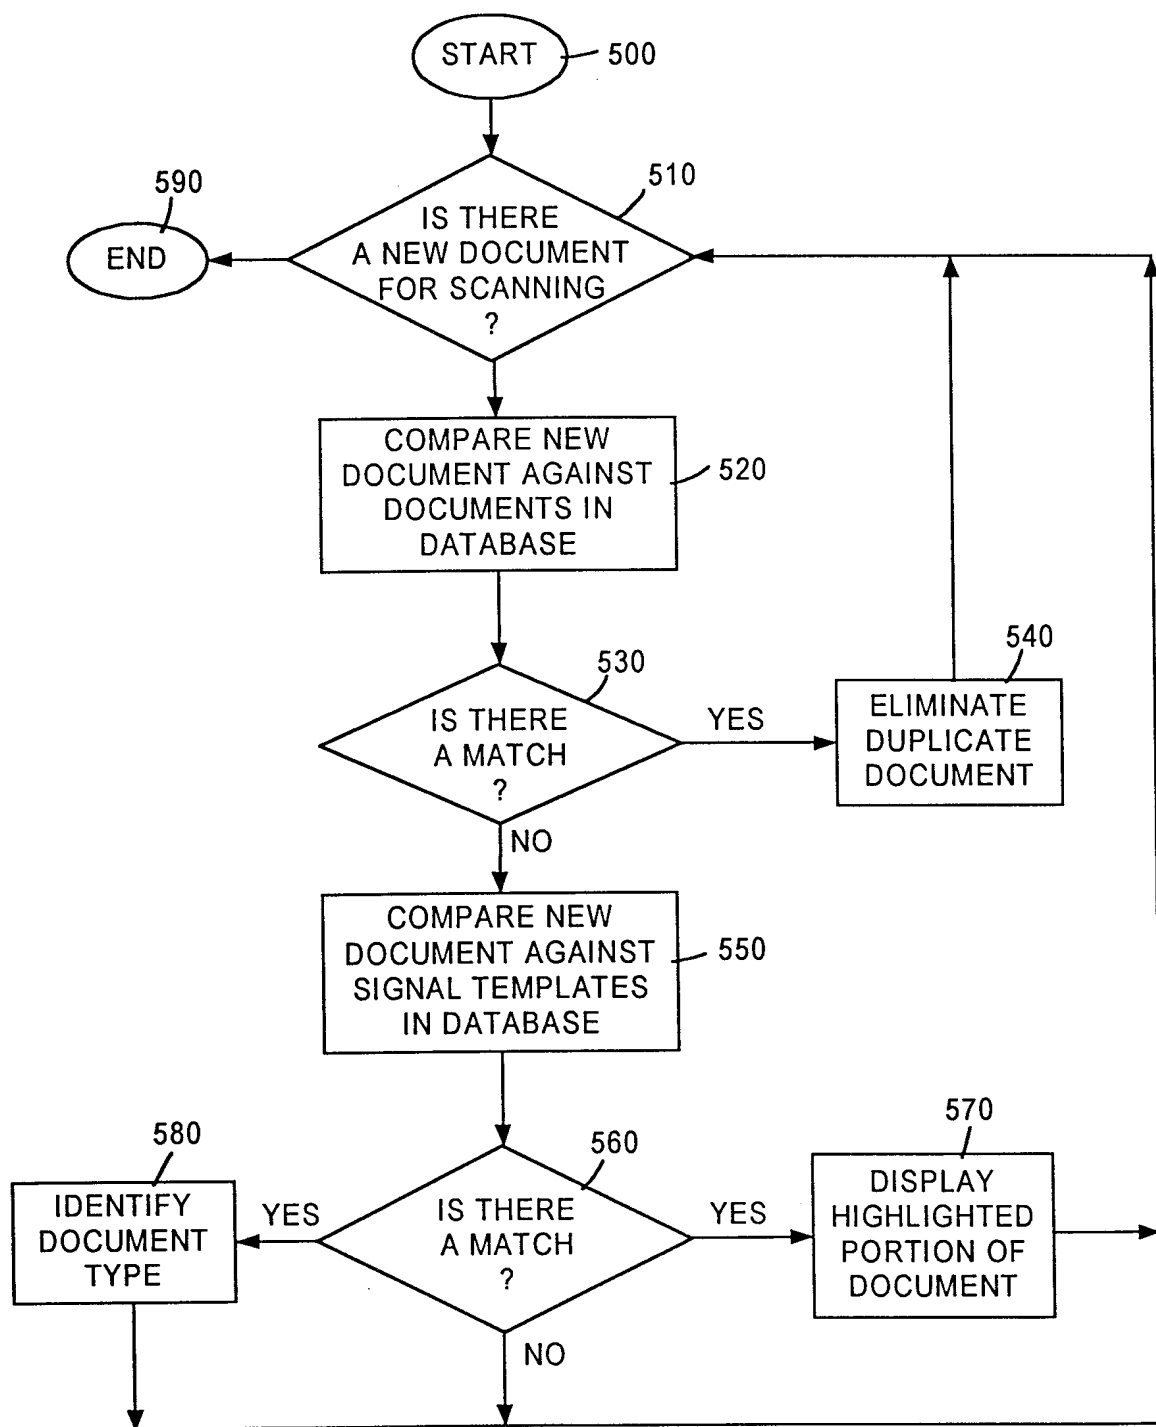 START
500
590
510
END
IS THERE
A NEW DOCUMENT
FOR SCANNING
?
COMPARE NEW
DOCUMENT AGAINST
DOCUMENTS IN
DATABASE
520
530
IS THERE
A MATCH
?
YES
540
ELIMINATE
DUPLICATE
DOCUMENT
NO
COMPARE NEW
DOCUMENT AGAINST
SIGNAL TEMPLATES
IN DATABASE
550
580
IDENTIFY
DOCUMENT
TYPE
YES
560
IS THERE
A MATCH
?
YES
570
DISPLAY
HIGHLIGHTED
PORTION OF
DOCUMENT
NO